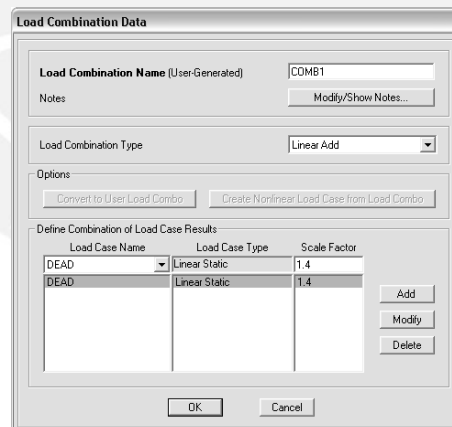 Load Combination Data
Load Combination Name (User-Generated) COMB1
Notes Modify/Show Notes...
Load Combination Type Linear Add
Options
Convert to User Load Combo Create Nonlinear Load Case from Load Combo
Define Combination of Load Case Results
Load Case Name Load Case Type Scale Factor
DEAD Linear Static 1.4
DEAD Linear Static 1.4
Add
Modify
Delete
OK Cancel